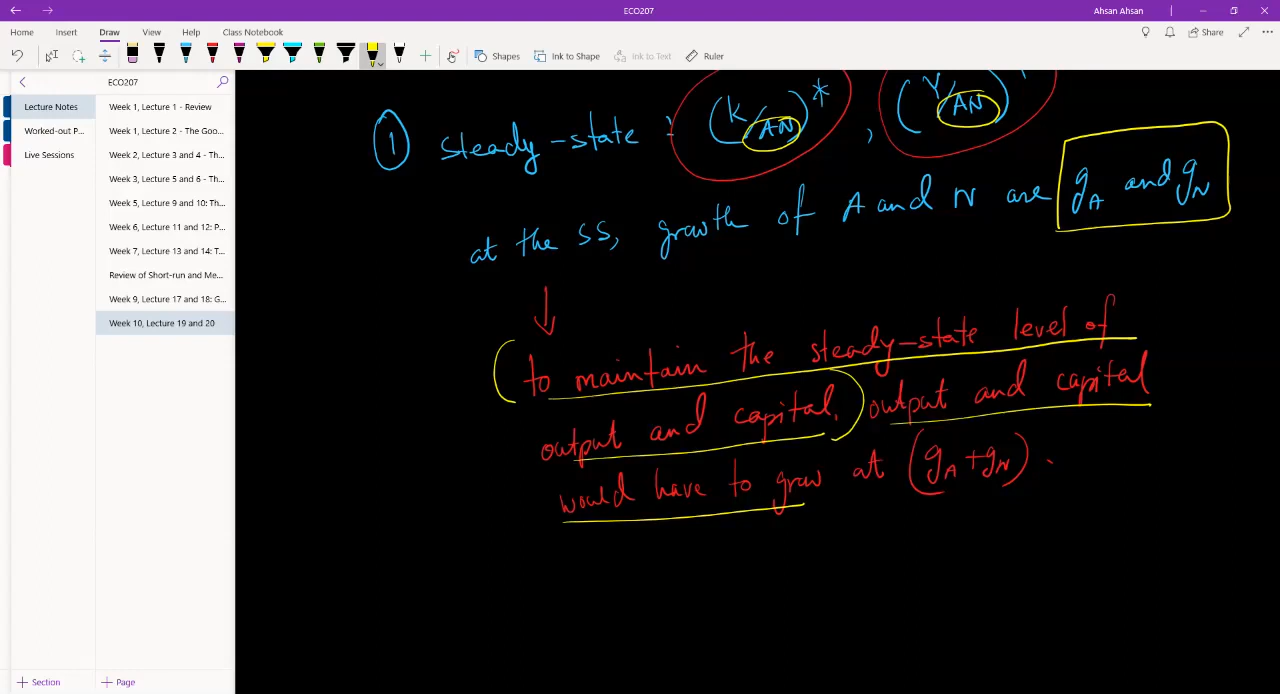 ECO207
Ahsan Ahsan
Home Insert Draw View Help Class Notebook
Share
Shapes Ink to Shape Ink to Text Ruler
ECO207
Lecture Notes
Worked-out P...
Live Sessions
Week 1, Lecture 1 - Review
Week 1, Lecture 2 - The Goo...
Week 2, Lecture 3 and 4 - Th...
Week 3, Lecture 5 and 6 - Th...
Week 5, Lecture 9 and 10: Th...
Week 6, Lecture 11 and 12: P...
Week 7, Lecture 13 and 14: T...
Review of Short-run and Me...
Week 9, Lecture 17 and 18: G...
Week 10, Lecture 19 and 20
+ Section
+ Page
① steady-state : (K/AN)* , (Y/AN)
at the SS, growth of A and N are g_A and g_N
↓
to maintain the steady-state level of
output and capital, output and capital
would have to grow at (g_A + g_N).